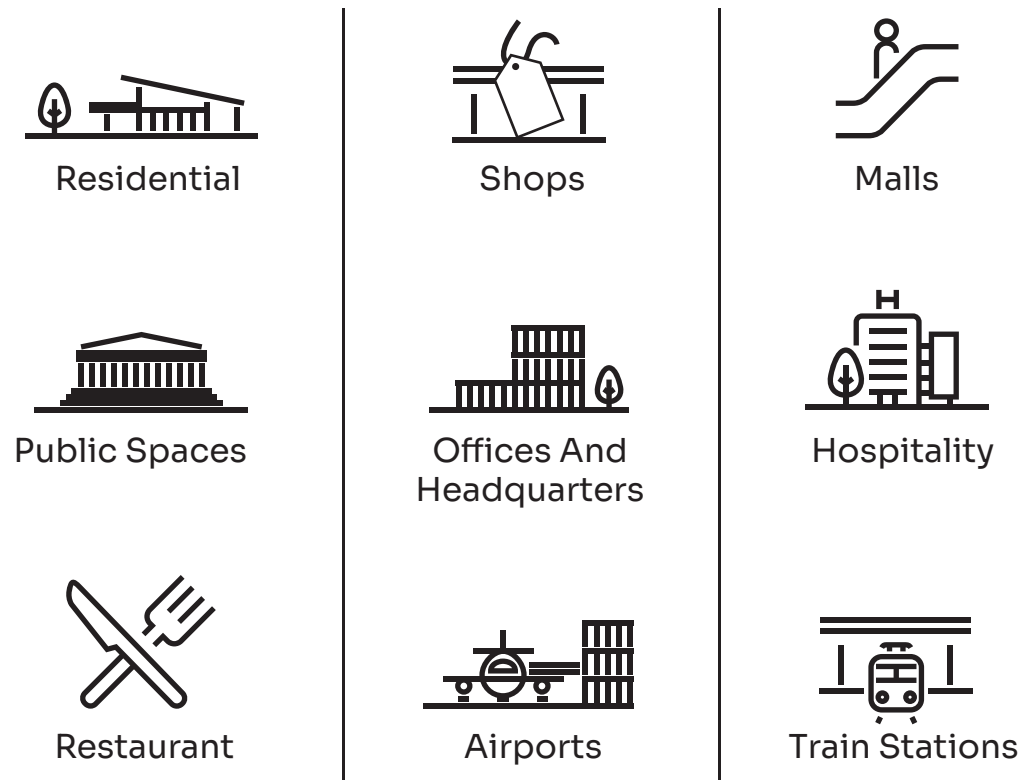 Residential
Shops
Malls
Public Spaces
Offices And
Headquarters
H
Hospitality
Restaurant
Airports
Train Stations